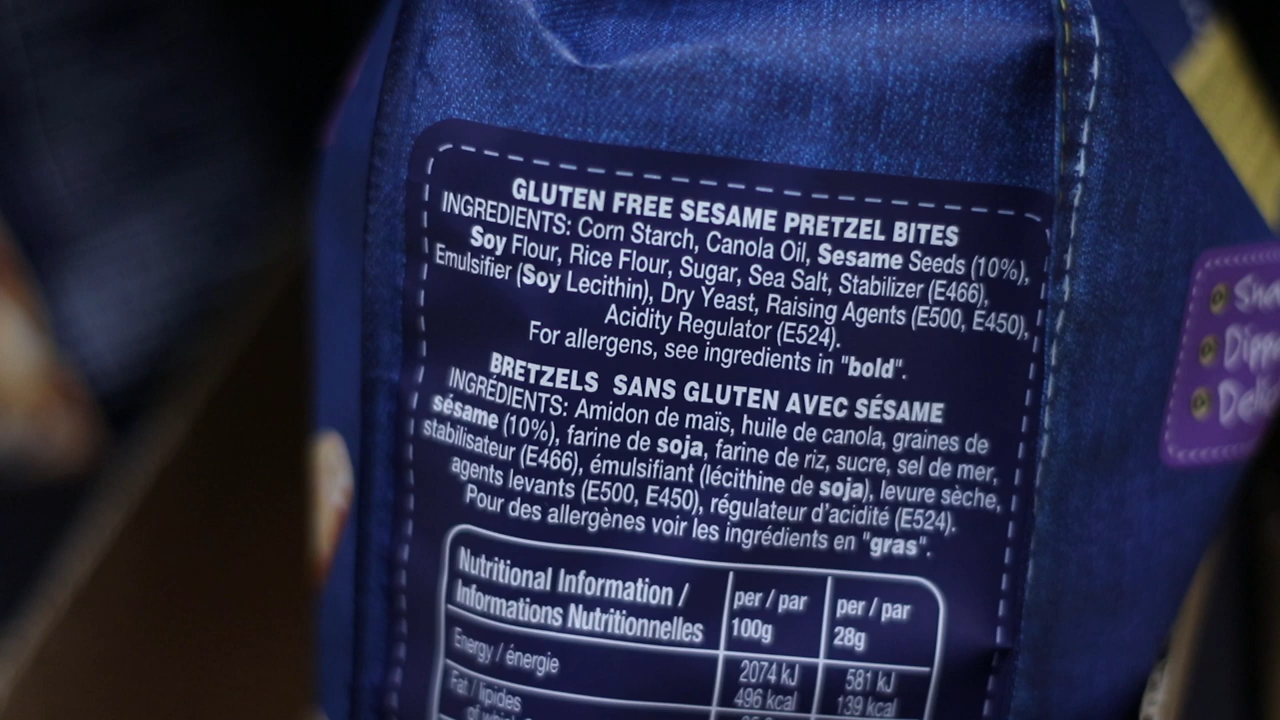 GLUTEN FREE SESAME PRETZEL BITES
INGREDIENTS: Corn Starch, Canola Oil, Sesame Seeds (10%),
Soy Flour, Rice Flour, Sugar, Sea Salt, Stabilizer (E466),
Emulsifier (Soy Lecithin), Dry Yeast, Raising Agents (E500, E450),
Acidity Regulator (E524).
For allergens, see ingredients in "bold".
BRETZELS SANS GLUTEN AVEC SÉSAME
INGRÉDIENTS: Amidon de maïs, huile de canola, graines de
sésame (10%), farine de soja, farine de riz, sucre, sel de mer,
stabilisateur (E466), émulsifiant (lécithine de soja), levure sèche,
agents levants (E500, E450), régulateur d'acidité (E524).
Pour des allergènes voir les ingrédients en "gras".
Nutritional Information / per / par per / par
Informations Nutritionnelles 100g 28g
Energy / énergie 2074 kJ 581 kJ
496 kcal 139 kcal
Fat / lipides
of which